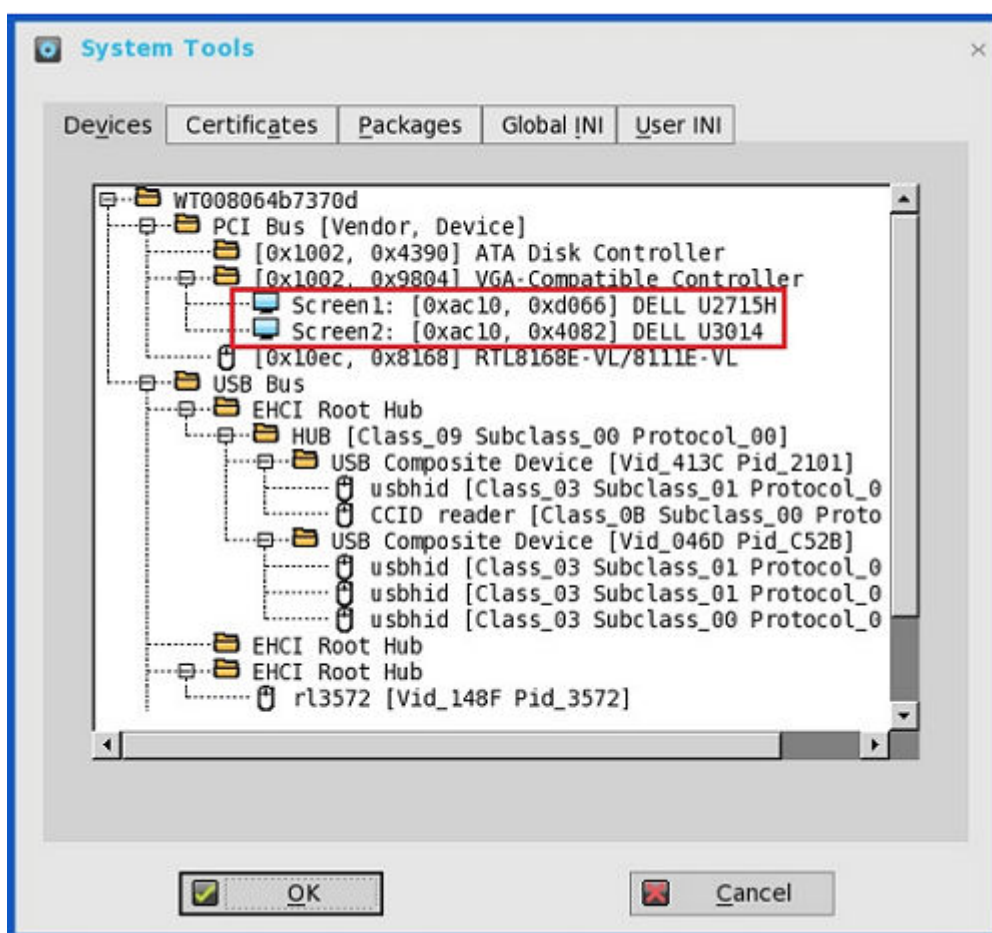 System Tools
Devices Certificates Packages Global INI User INI
WT008064b7370d
PCI Bus [Vendor, Device]
[0x1002, 0x4390] ATA Disk Controller
[0x1002, 0x9804] VGA-Compatible Controller
Screen1: [0xac10, 0xd066] DELL U2715H
Screen2: [0xac10, 0x4082] DELL U3014
[0x10ec, 0x8168] RTL8168E-VL/8111E-VL
USB Bus
EHCI Root Hub
HUB [Class_09 Subclass_00 Protocol_00]
USB Composite Device [Vid_413C Pid_2101]
usbhid [Class_03 Subclass_01 Protocol_0
CCID reader [Class_0B Subclass_00 Proto
USB Composite Device [Vid_046D Pid_C52B]
usbhid [Class_03 Subclass_01 Protocol_0
usbhid [Class_03 Subclass_01 Protocol_0
usbhid [Class_03 Subclass_00 Protocol_0
EHCI Root Hub
EHCI Root Hub
rl3572 [Vid_148F Pid_3572]
OK Cancel